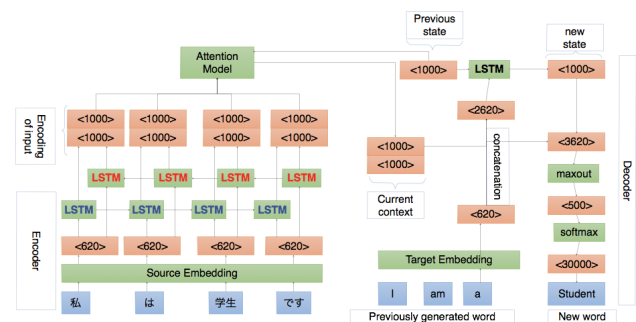 Previous
state
new
state
Attention
Model
<1000>
LSTM
<1000>
Encoding
of input
<1000> <1000> <1000> <1000>
<1000> <1000> <1000> <1000>
<2620>
<1000>
<1000>
<3620>
concatenation
maxout
LSTM LSTM LSTM LSTM
Current
context
LSTM LSTM LSTM LSTM
<620>
<500>
softmax
Encoder
Decoder
<620> <620> <620> <620>
Source Embedding
Target Embedding
<30000>
私 は 学生 です
I am a
Student
Previously generated word
New word